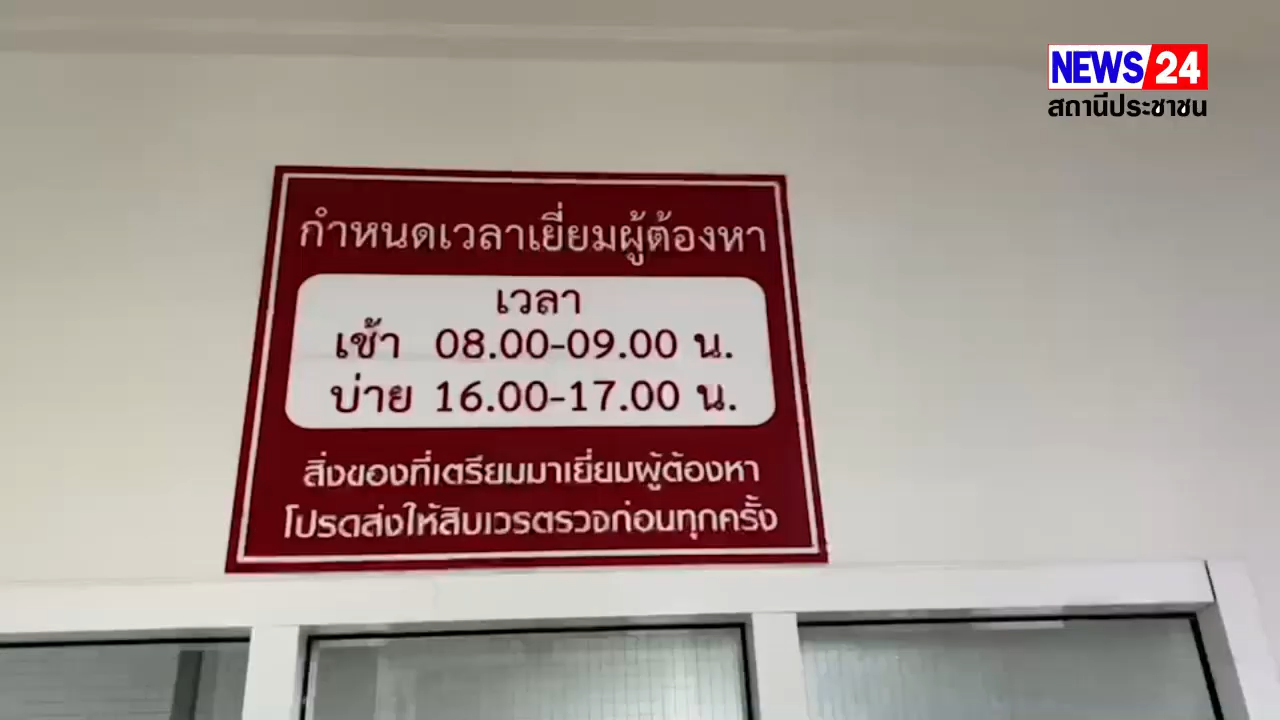 NEWS 24
สถานีประชาชน
กำหนดเวลาเยี่ยมผู้ต้องหา
เวลา
เช้า 08.00-09.00 น.
บ่าย 16.00-17.00 น.
สิ่งของที่เตรียมมาเยี่ยมผู้ต้องหา
โปรดส่งให้สิบเวรตรวจก่อนทุกครั้ง